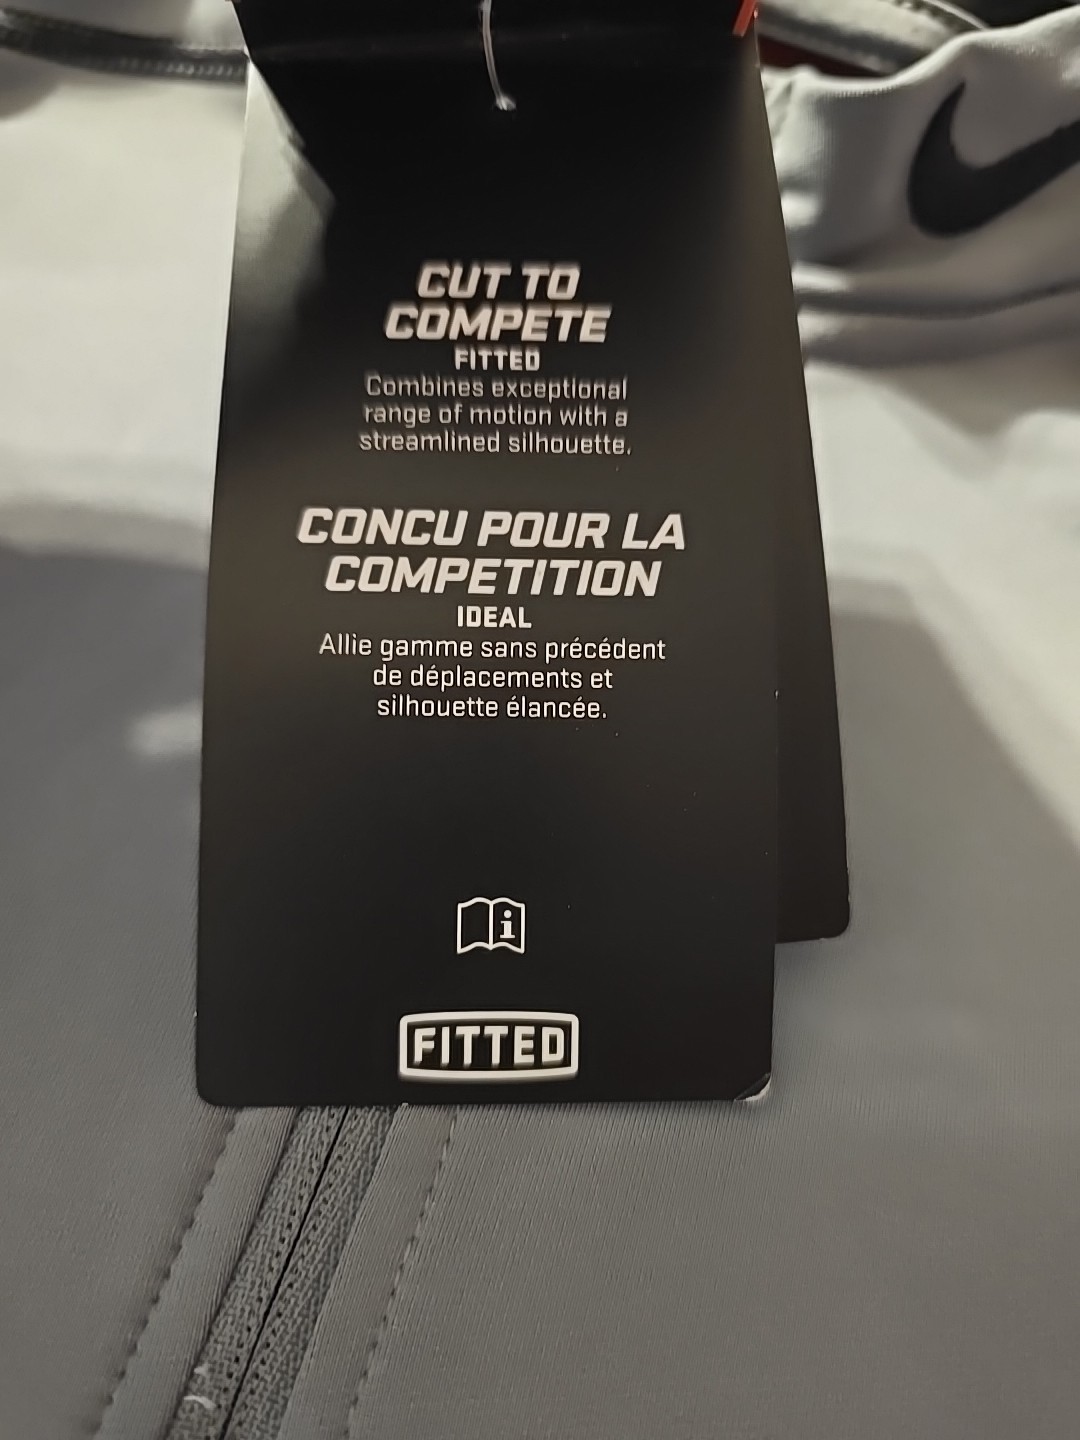 CUT TO
COMPETE
FITTED
Combines exceptional
range of motion with a
streamlined silhouette.
CONCU POUR LA
COMPETITION
IDEAL
Allie gamme sans précédent
de déplacements et
silhouette élancée.
i
FITTED